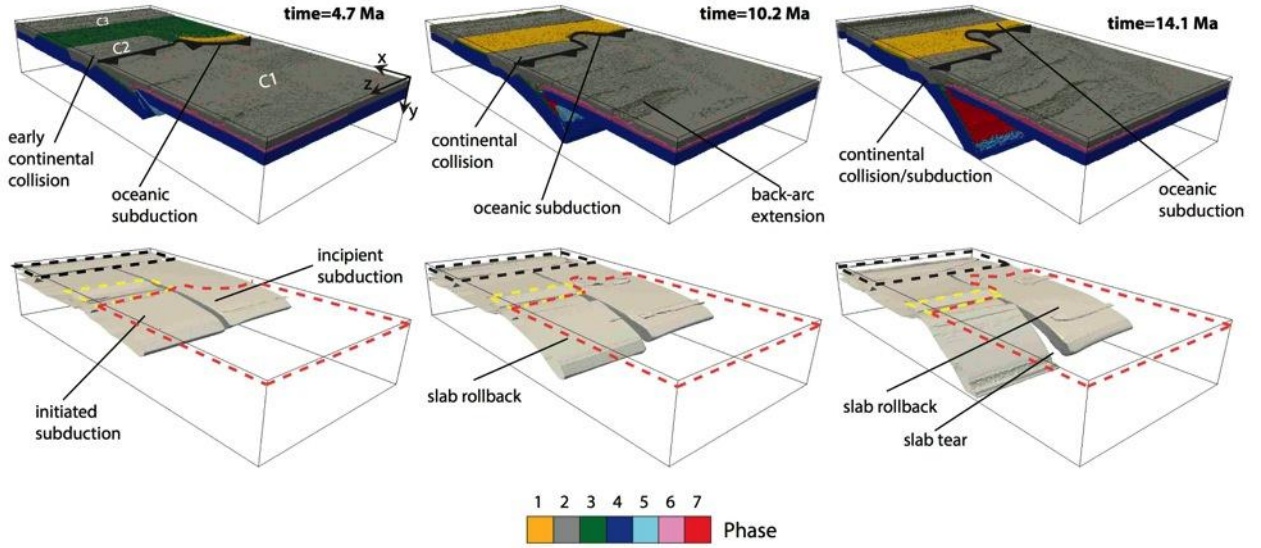 time=4.7 Ma
C3
C2
C1
x
z
y
early
continental
collision
oceanic
subduction
time=10.2 Ma
continental
collision
oceanic subduction
back-arc
extension
time=14.1 Ma
continental
collision/subduction
oceanic
subduction
incipient
subduction
initiated
subduction
slab rollback
slab rollback
slab tear
1 2 3 4 5 6 7
Phase